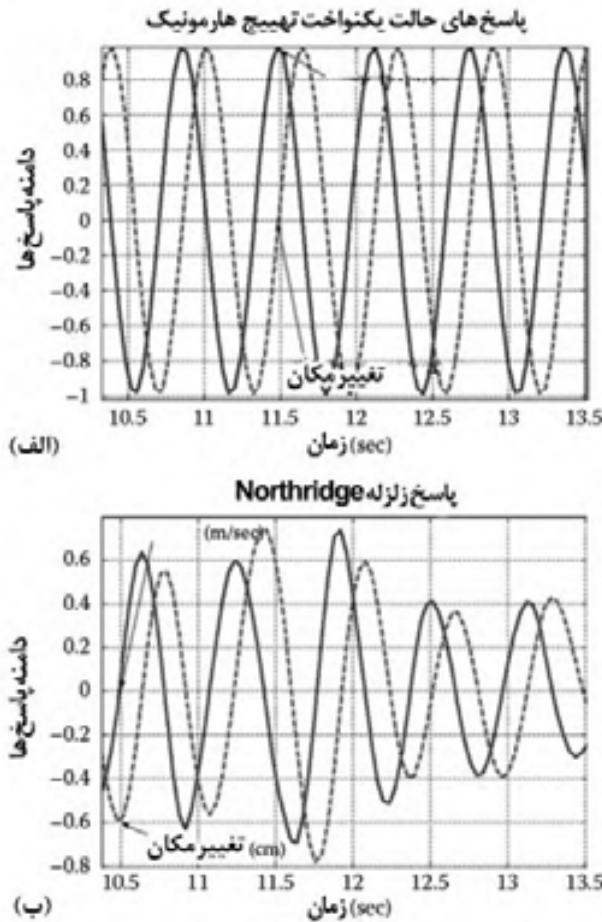 پاسخ‌های حالت یکنواخت تهییج هارمونیک
دامنه پاسخ‌ها
0.8
0.6
0.4
0.2
0
−0.2
−0.4
−0.6
−0.8
−1
تغییر مکان
10.5 11 11.5 12 12.5 13 13.5
زمان (sec)
(الف)
پاسخ زلزله Northridge
(m/sec)
دامنه پاسخ‌ها
0.6
0.4
0.2
0
−0.2
−0.4
−0.6
−0.8
تغییر مکان (cm)
10.5 11 11.5 12 12.5 13 13.5
زمان (sec)
(ب)